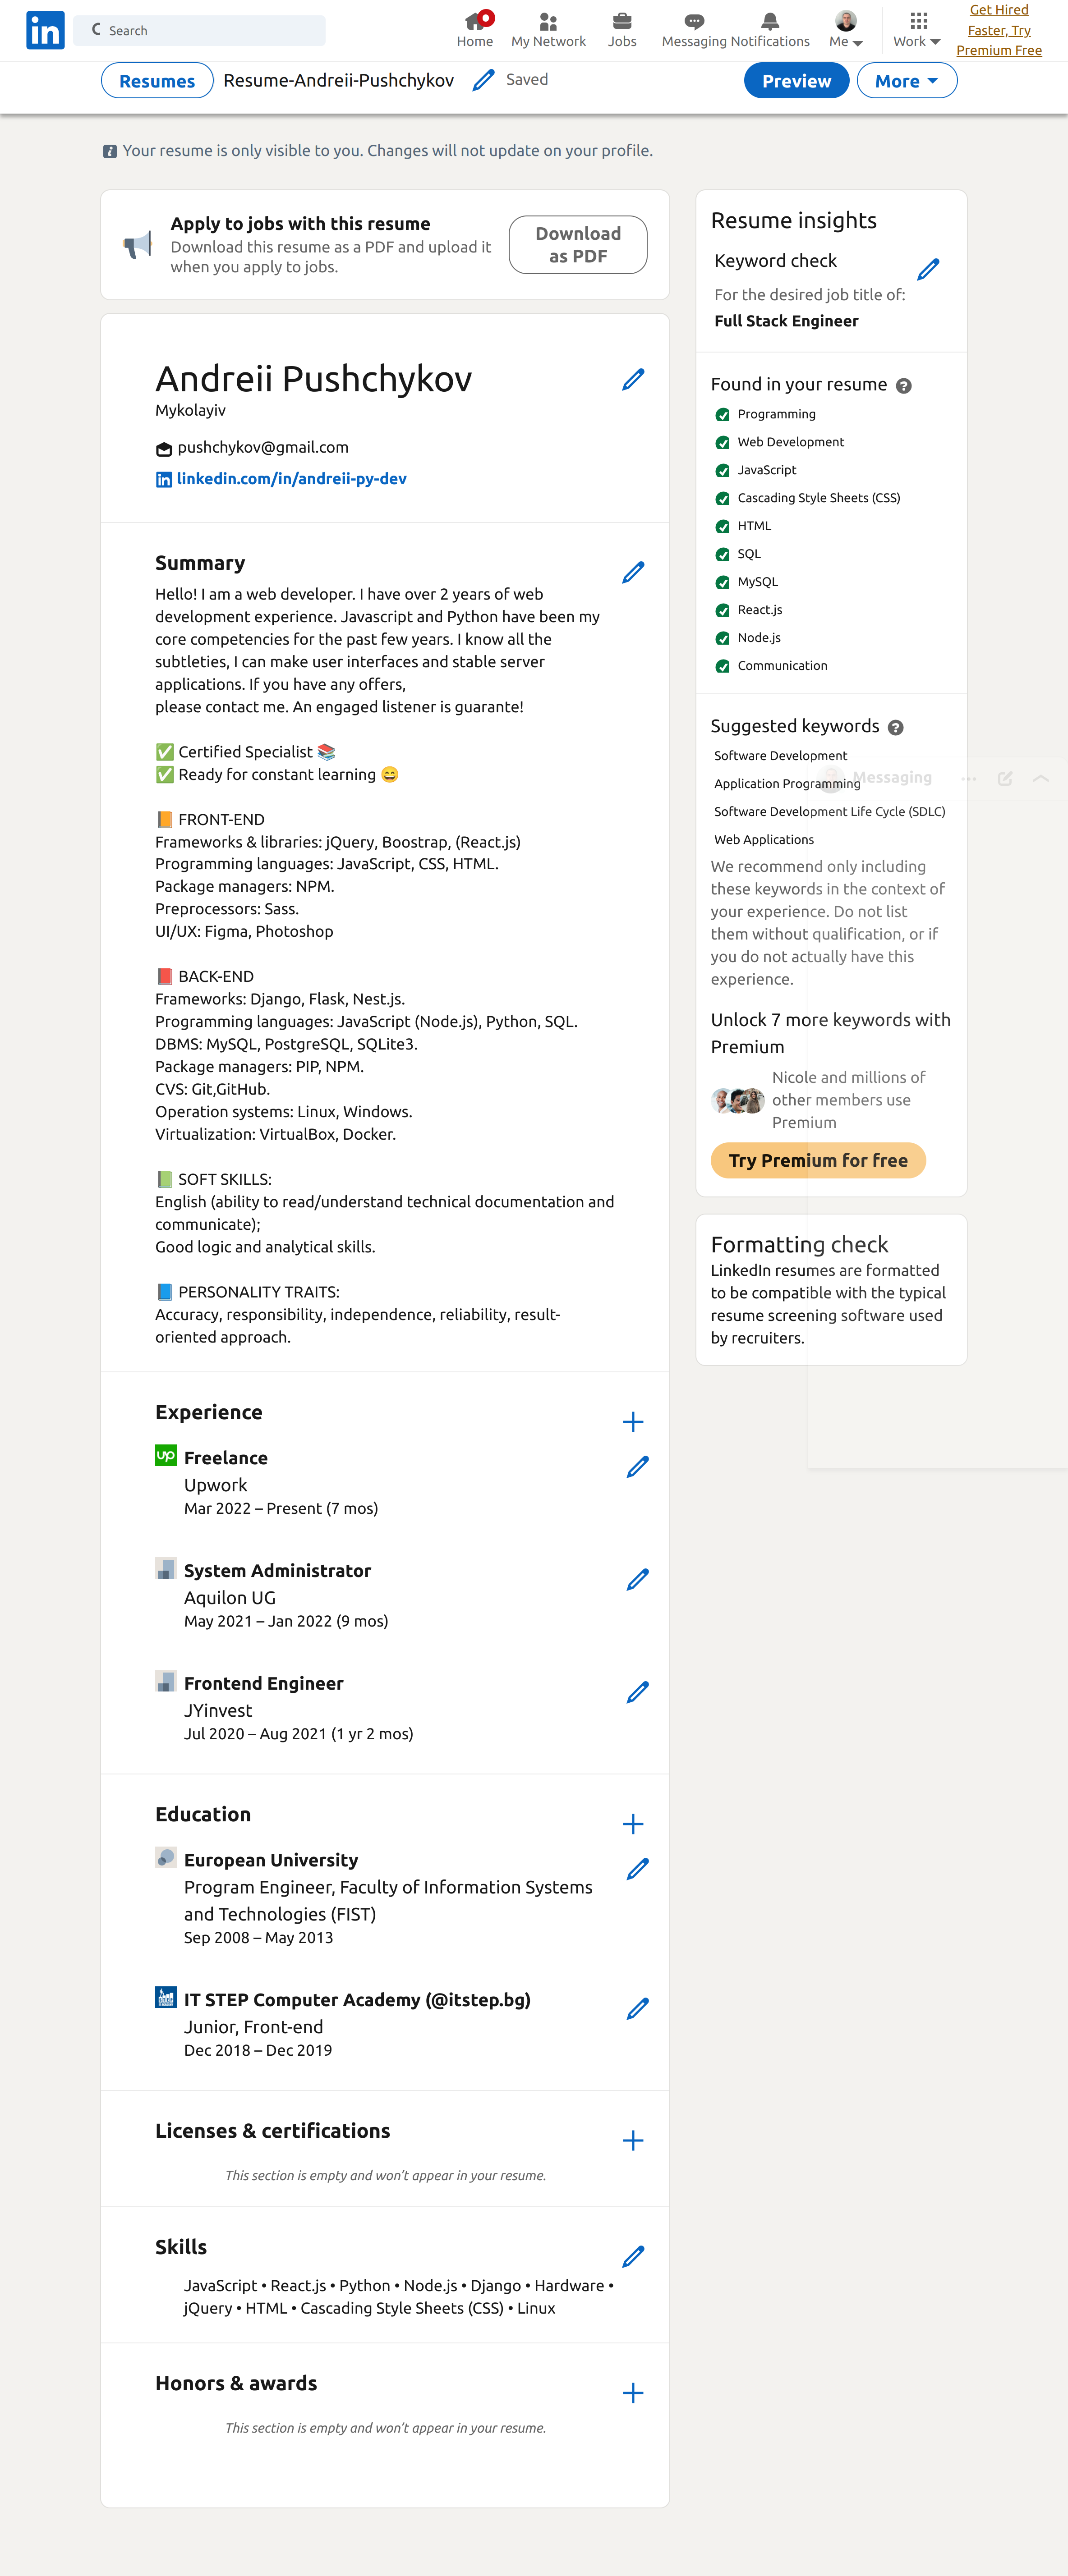 in
Search
Home
My Network
Jobs
Messaging
Notifications
Me
Work
Get Hired
Faster, Try
Premium Free
Resumes
Resume-Andreii-Pushchykov
Saved
Preview
More
Your resume is only visible to you. Changes will not update on your profile.
Apply to jobs with this resume
Download this resume as a PDF and upload it
when you apply to jobs.
Download
as PDF
Andreii Pushchykov
Mykolayiv
pushchykov@gmail.com
linkedin.com/in/andreii-py-dev
Summary
Hello! I am a web developer. I have over 2 years of web
development experience. Javascript and Python have been my
core competencies for the past few years. I know all the
subtleties, I can make user interfaces and stable server
applications. If you have any offers,
please contact me. An engaged listener is guarante!
✅ Certified Specialist 📚
✅ Ready for constant learning 😄
📙 FRONT-END
Frameworks & libraries: jQuery, Boostrap, (React.js)
Programming languages: JavaScript, CSS, HTML.
Package managers: NPM.
Preprocessors: Sass.
UI/UX: Figma, Photoshop
📕 BACK-END
Frameworks: Django, Flask, Nest.js.
Programming languages: JavaScript (Node.js), Python, SQL.
DBMS: MySQL, PostgreSQL, SQLite3.
Package managers: PIP, NPM.
CVS: Git,GitHub.
Operation systems: Linux, Windows.
Virtualization: VirtualBox, Docker.
📗 SOFT SKILLS:
English (ability to read/understand technical documentation and
communicate);
Good logic and analytical skills.
📘 PERSONALITY TRAITS:
Accuracy, responsibility, independence, reliability, result-
oriented approach.
Experience
up
Freelance
Upwork
Mar 2022 – Present (7 mos)
System Administrator
Aquilon UG
May 2021 – Jan 2022 (9 mos)
Frontend Engineer
JYinvest
Jul 2020 – Aug 2021 (1 yr 2 mos)
Education
European University
Program Engineer, Faculty of Information Systems
and Technologies (FIST)
Sep 2008 – May 2013
IT STEP Computer Academy (@itstep.bg)
Junior, Front-end
Dec 2018 – Dec 2019
Licenses & certifications
This section is empty and won't appear in your resume.
Skills
JavaScript • React.js • Python • Node.js • Django • Hardware •
jQuery • HTML • Cascading Style Sheets (CSS) • Linux
Honors & awards
This section is empty and won't appear in your resume.
Resume insights
Keyword check
For the desired job title of:
Full Stack Engineer
Found in your resume
Programming
Web Development
JavaScript
Cascading Style Sheets (CSS)
HTML
SQL
MySQL
React.js
Node.js
Communication
Suggested keywords
Software Development
Messaging
Application Programming
Software Development Life Cycle (SDLC)
Web Applications
We recommend only including
these keywords in the context of
your experience. Do not list
them without qualification, or if
you do not actually have this
experience.
Unlock 7 more keywords with
Premium
Nicole and millions of
other members use
Premium
Try Premium for free
Formatting check
LinkedIn resumes are formatted
to be compatible with the typical
resume screening software used
by recruiters.